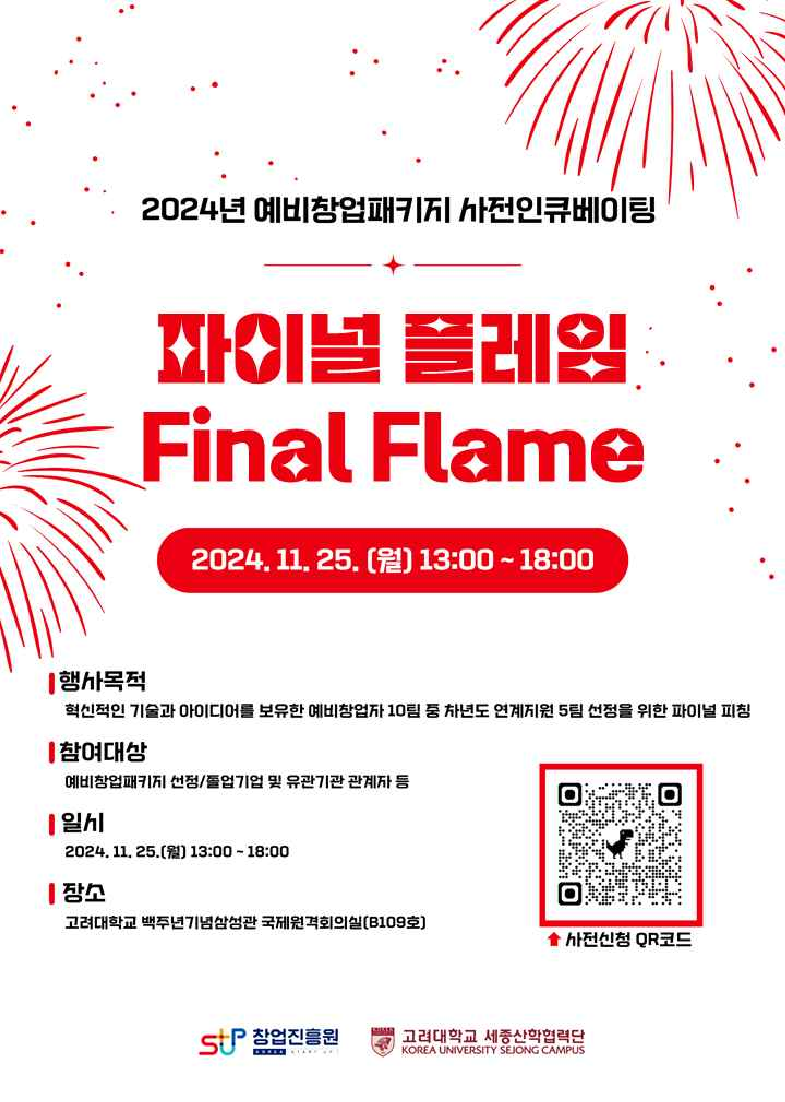 2024년 예비창업패키지 사전인큐베이팅
파이널 플레임
Final Flame
2024. 11. 25. (월) 13:00 ~ 18:00
행사목적
혁신적인 기술과 아이디어를 보유한 예비창업자 10팀 중 차년도 연계지원 5팀 선정을 위한 파이널 피칭
참여대상
예비창업패키지 선정/졸업기업 및 유관기관 관계자 등
일시
2024. 11. 25.(월) 13:00 ~ 18:00
장소
고려대학교 백주년기념삼성관 국제원격회의실(B109호)
사전신청 QR코드
stUP 창업진흥원
KOREA START-UP
고려대학교 세종산학협력단
KOREA UNIVERSITY SEJONG CAMPUS